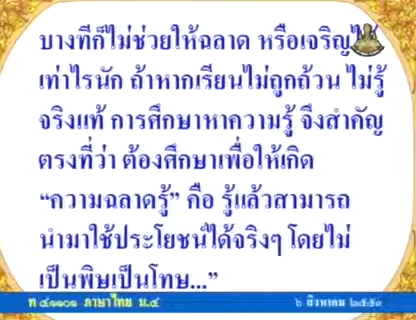 บางทีก็ไม่ช่วยให้ฉลาด หรือเจริญได้
เท่าไรนัก ถ้าหากเรียนไม่ถูกถ้วน ไม่รู้
จริงแท้ การศึกษาหาความรู้ จึงสำคัญ
ตรงที่ว่า ต้องศึกษาเพื่อให้เกิด
“ความฉลาดรู้” คือ รู้แล้วสามารถ
นำมาใช้ประโยชน์ได้จริงๆ โดยไม่
เป็นพิษเป็นโทษ...”
ท ๔๑๑๐๑ ภาษาไทย ม.๔
๖ สิงหาคม ๒๕๕๑